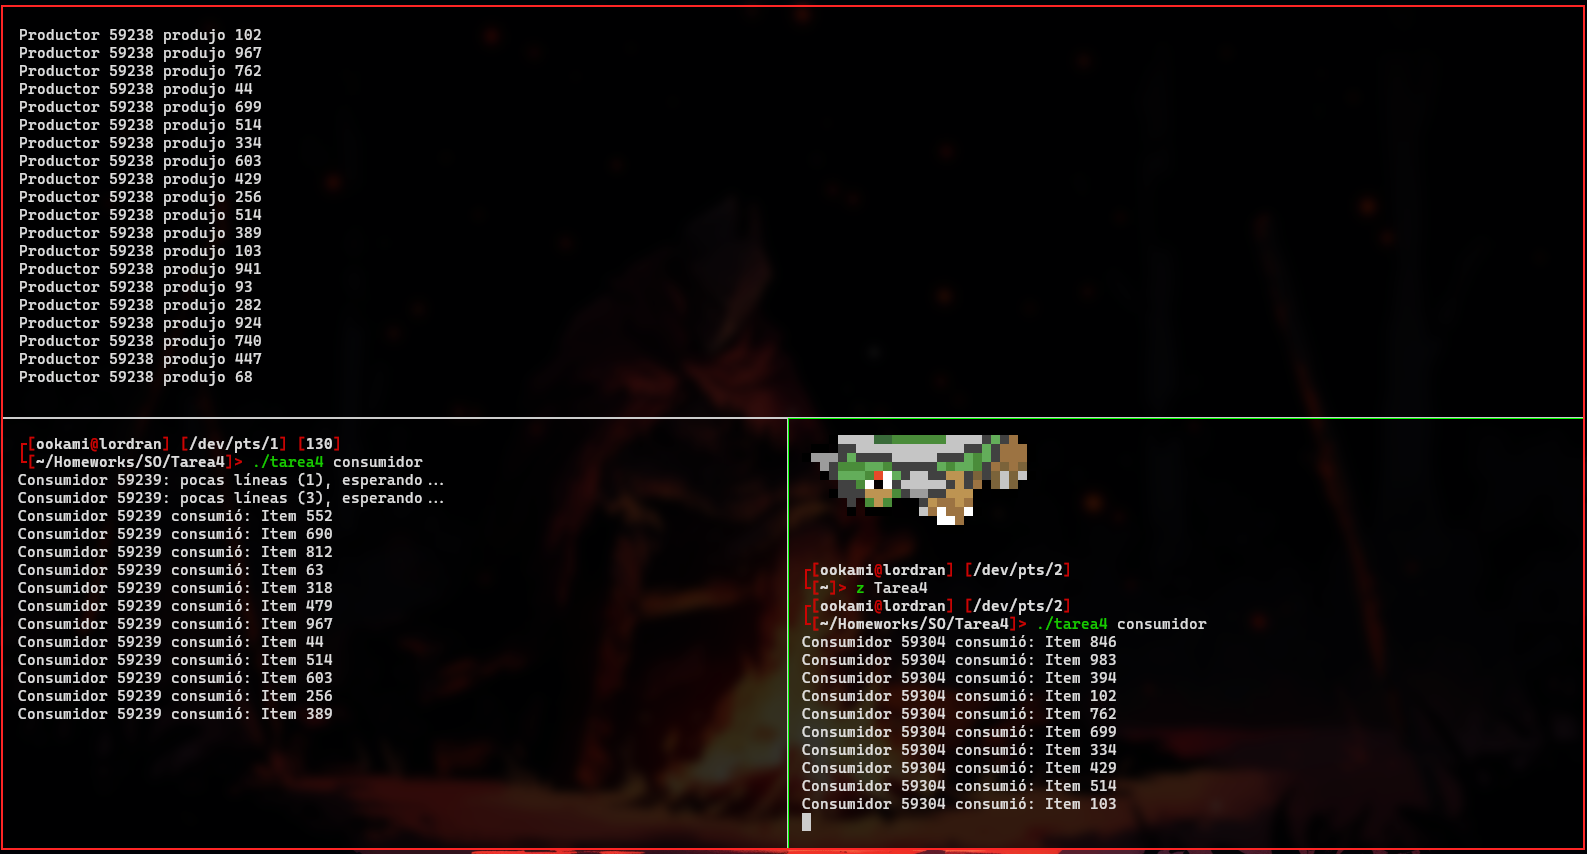 Productor 59238 produjo 102
Productor 59238 produjo 967
Productor 59238 produjo 762
Productor 59238 produjo 44
Productor 59238 produjo 699
Productor 59238 produjo 514
Productor 59238 produjo 334
Productor 59238 produjo 603
Productor 59238 produjo 429
Productor 59238 produjo 256
Productor 59238 produjo 514
Productor 59238 produjo 389
Productor 59238 produjo 103
Productor 59238 produjo 941
Productor 59238 produjo 93
Productor 59238 produjo 282
Productor 59238 produjo 924
Productor 59238 produjo 740
Productor 59238 produjo 447
Productor 59238 produjo 68
┌[ookami@lordran] [/dev/pts/1] [130]
└[~/Homeworks/SO/Tarea4]> ./tarea4 consumidor
Consumidor 59239: pocas líneas (1), esperando...
Consumidor 59239: pocas líneas (3), esperando...
Consumidor 59239 consumió: Item 552
Consumidor 59239 consumió: Item 690
Consumidor 59239 consumió: Item 812
Consumidor 59239 consumió: Item 63
Consumidor 59239 consumió: Item 318
Consumidor 59239 consumió: Item 479
Consumidor 59239 consumió: Item 967
Consumidor 59239 consumió: Item 44
Consumidor 59239 consumió: Item 514
Consumidor 59239 consumió: Item 603
Consumidor 59239 consumió: Item 256
Consumidor 59239 consumió: Item 389
┌[ookami@lordran] [/dev/pts/2]
└[~]> z Tarea4
┌[ookami@lordran] [/dev/pts/2]
└[~/Homeworks/SO/Tarea4]> ./tarea4 consumidor
Consumidor 59304 consumió: Item 846
Consumidor 59304 consumió: Item 983
Consumidor 59304 consumió: Item 394
Consumidor 59304 consumió: Item 102
Consumidor 59304 consumió: Item 762
Consumidor 59304 consumió: Item 699
Consumidor 59304 consumió: Item 334
Consumidor 59304 consumió: Item 429
Consumidor 59304 consumió: Item 514
Consumidor 59304 consumió: Item 103